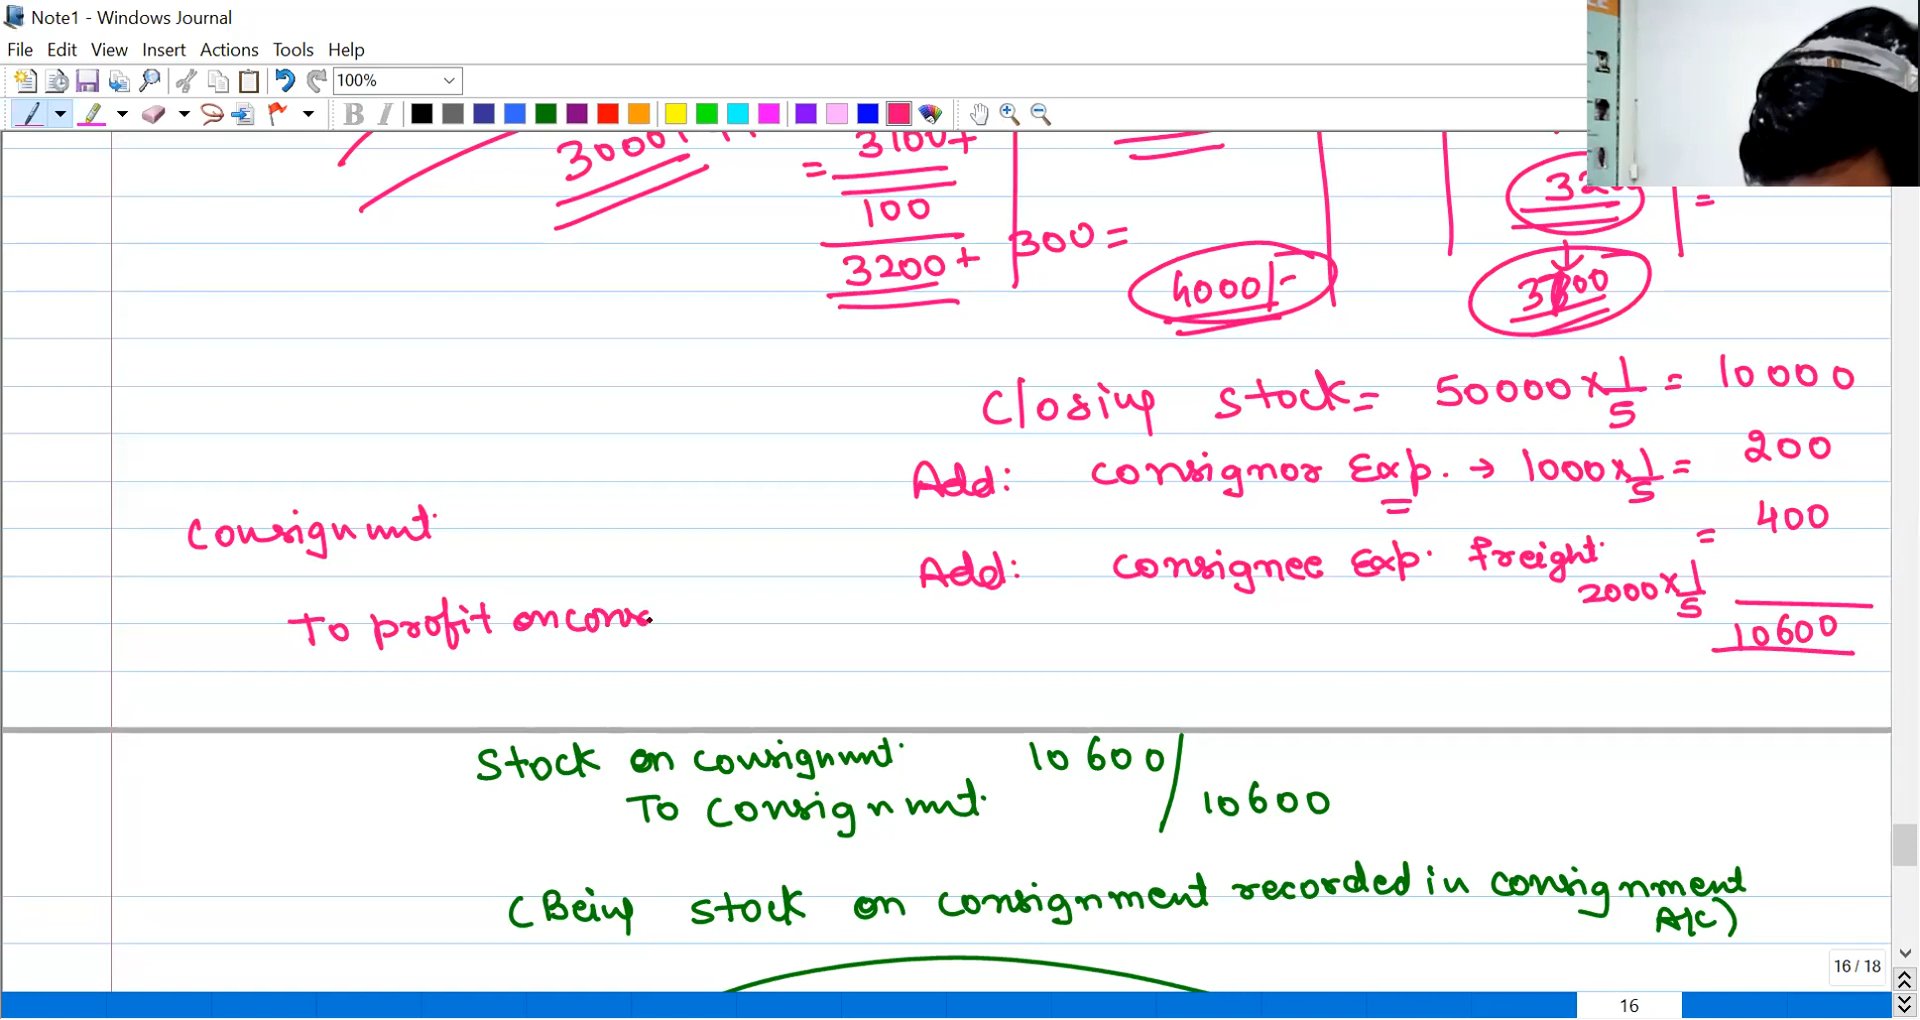 Note1 - Windows Journal
File Edit View Insert Actions Tools Help
100%
B I
3000
= 3100+
100
3200+ 300=
4000/-
Closing stock = 50000 × 1/5 = 10000
Add: consignor Exp. → 1000 × 1/5 = 200
Add: consignee Exp. freight 2000 × 1/5 = 400
10600
Consignmt
To profit on cons
Stock on consignmt 10600
To Consignmt 10600
(Being stock on consignment recorded in consignment A/C)
16 / 18
16